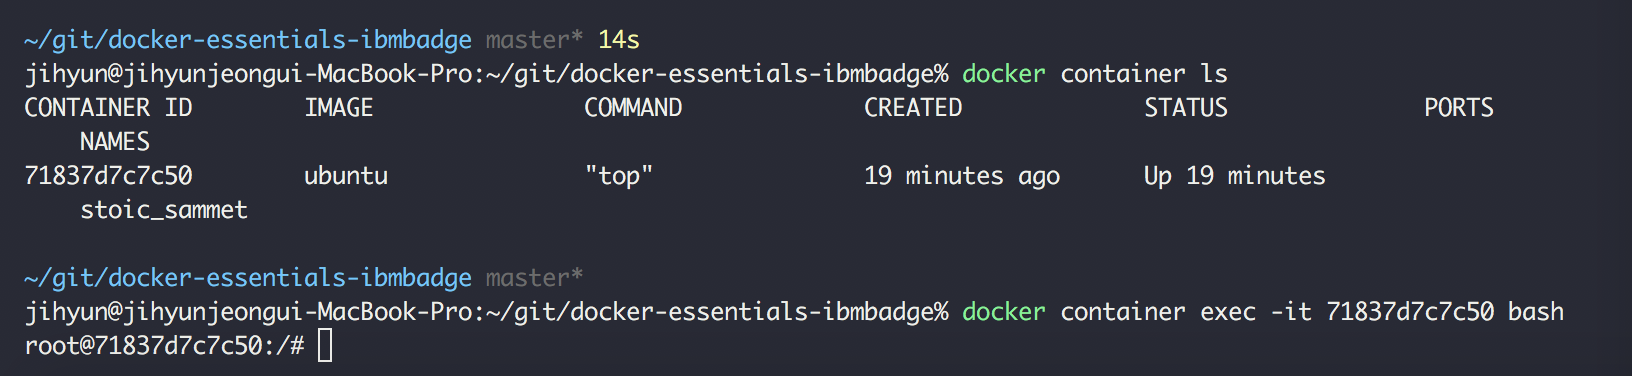 ~/git/docker-essentials-ibmbadge master* 14s
jihyun@jihyunjeongui-MacBook-Pro:~/git/docker-essentials-ibmbadge% docker container ls
CONTAINER ID        IMAGE               COMMAND             CREATED             STATUS              PORTS
    NAMES
71837d7c7c50        ubuntu              "top"               19 minutes ago      Up 19 minutes
    stoic_sammet
~/git/docker-essentials-ibmbadge master*
jihyun@jihyunjeongui-MacBook-Pro:~/git/docker-essentials-ibmbadge% docker container exec -it 71837d7c7c50 bash
root@71837d7c7c50:/#